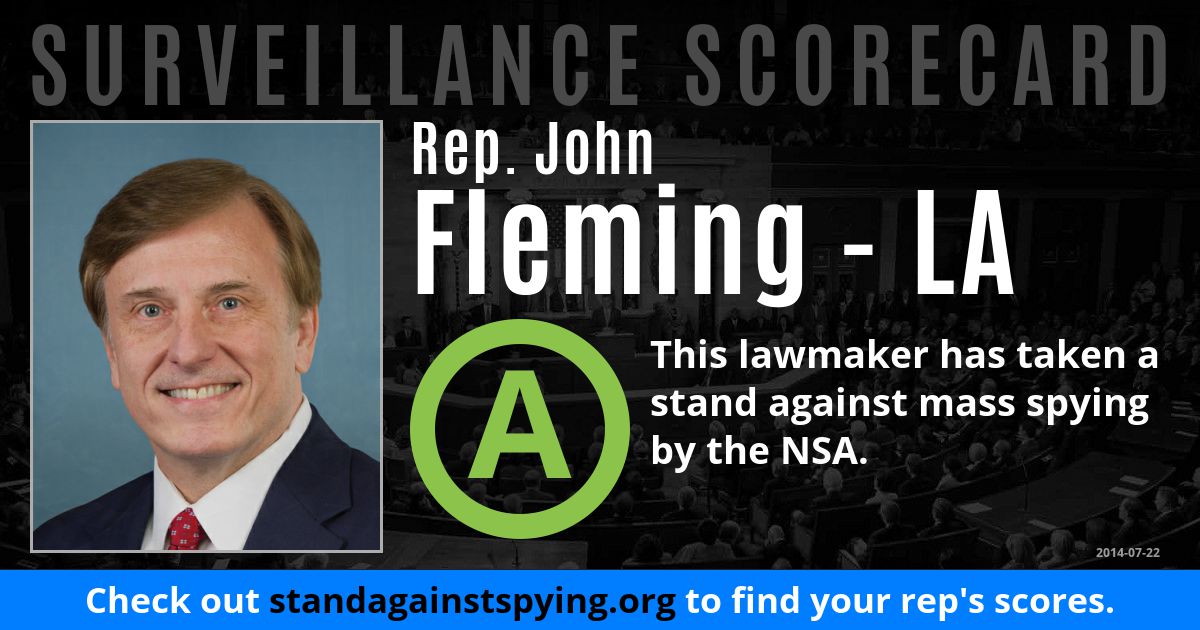 SURVEILLANCE SCORECARD
Rep. John
Fleming - LA
A
This lawmaker has taken a
stand against mass spying
by the NSA.
2014-07-22
Check out standagainstspying.org to find your rep's scores.